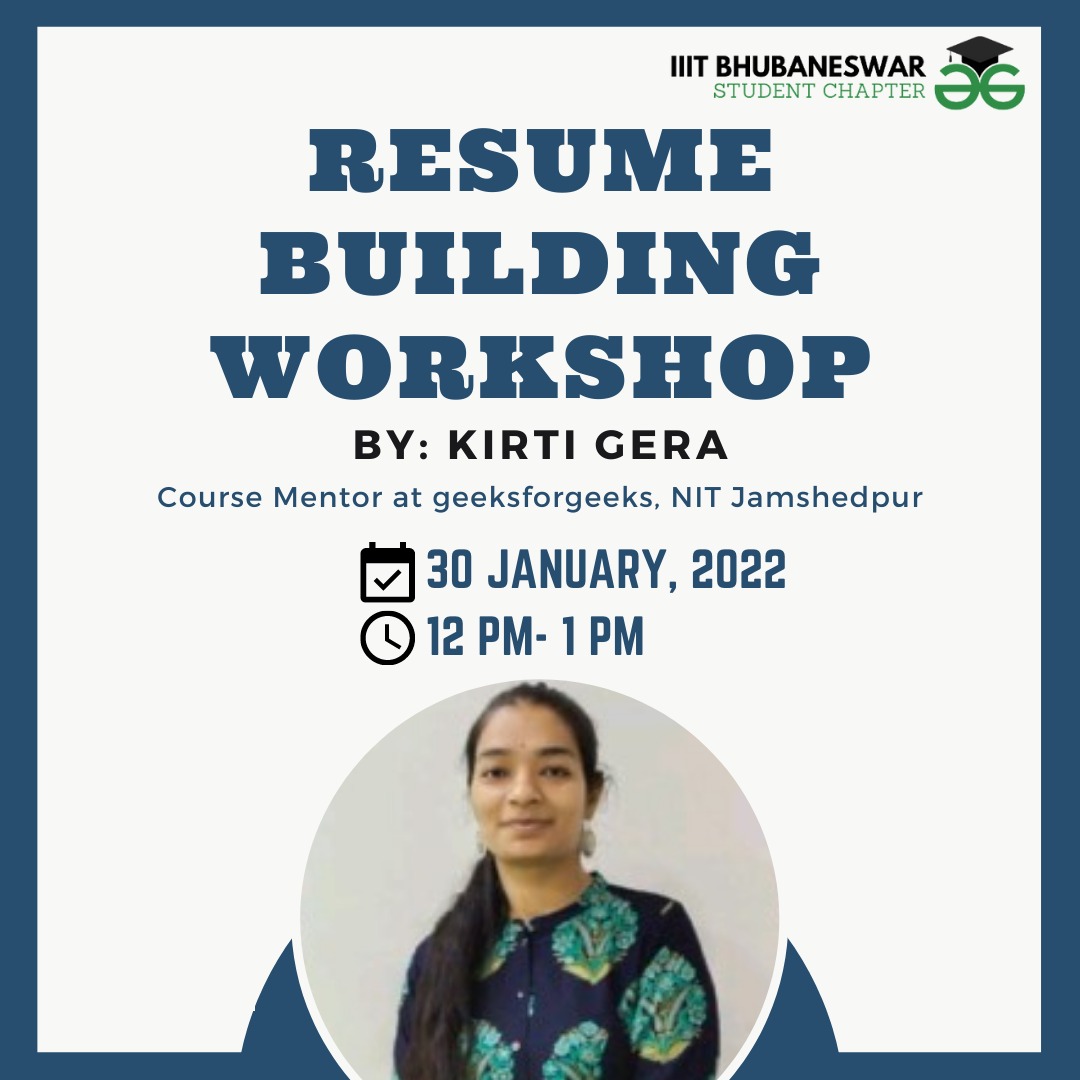 IIIT BHUBANESWAR
STUDENT CHAPTER
RESUME
BUILDING
WORKSHOP
BY: KIRTI GERA
Course Mentor at geeksforgeeks, NIT Jamshedpur
30 JANUARY, 2022
12 PM- 1 PM